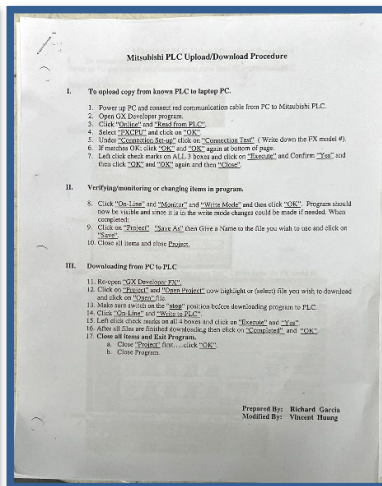 Mitsubishi PLC Upload/Download Procedure
I. To upload copy from known PLC to laptop PC.
1. Power up PC and connect red communication cable from PC to Mitsubishi PLC.
2. Open GX Developer program.
3. Click "Online" and "Read from PLC".
4. Select "FXCPU" and click on "OK".
5. Under "Connection Set-up" click on "Connection Test" ( Write down the FX model #).
6. If matches OK; click "OK" and "OK" again at bottom of page.
7. Left click check marks on ALL 3 boxes and click on "Execute" and Confirm "Yes" and
then click "OK" and "OK" again and then "Close".
II. Verifying/monitoring or changing items in program.
8. Click "On-Line" and "Monitor" and "Write Mode" and then click "OK". Program should
now be visible and since it is in the write mode changes could be made if needed. When
completed:
9. Click on "Project" "Save As" then Give a Name to the file you wish to use and click on
"Save".
10. Close all items and close Project.
III. Downloading from PC to PLC
11. Re-open "GX Developer FX".
12. Click on "Project" and "Open Project" now highlight or (select) file you wish to download
and click on "Open" file.
13. Make sure switch on the "stop" position before downloading program to PLC.
14. Click "On-Line" and "Write to PLC".
15. Left click check marks on all 4 boxes and click on "Execute" and "Yes".
16. After all files are finished downloading then click on "Completed" and "OK".
17. Close all items and Exit Program.
a. Close "Project" first.....click "OK".
b. Close Program.
Prepared By: Richard Garcia
Modified By: Vincent Huang